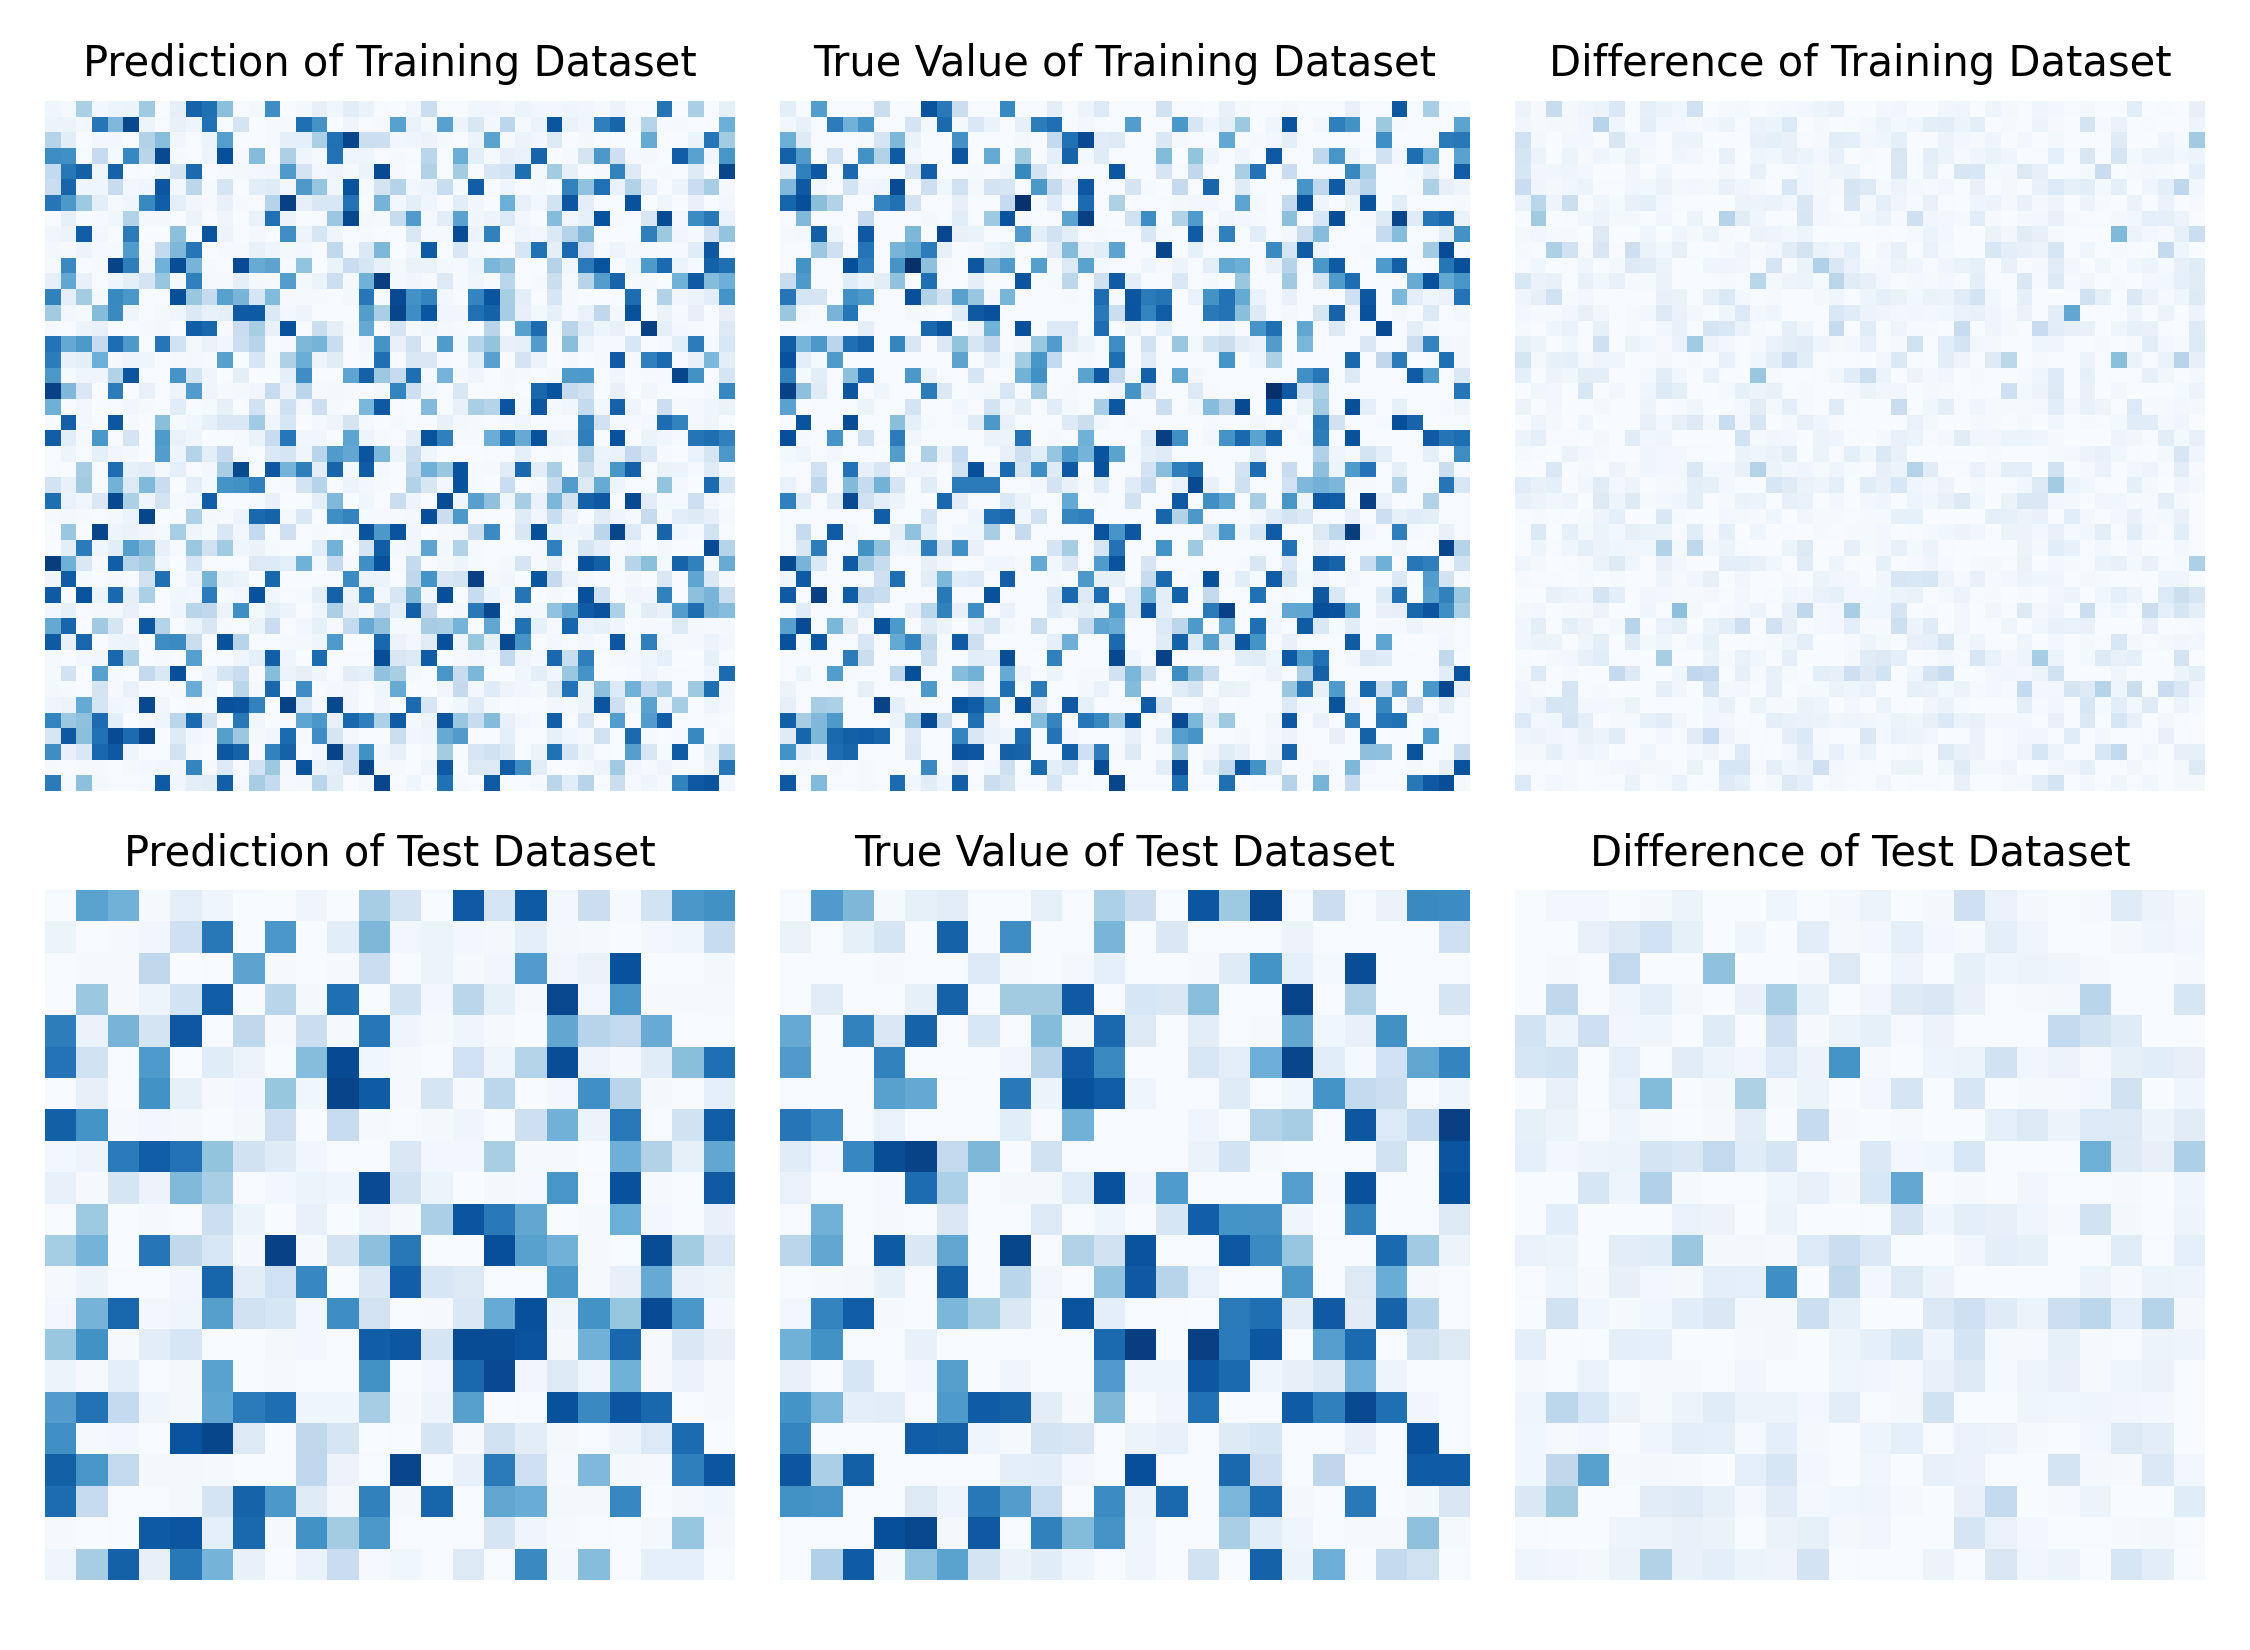 Prediction of Training Dataset
True Value of Training Dataset
Difference of Training Dataset
Prediction of Test Dataset
True Value of Test Dataset
Difference of Test Dataset